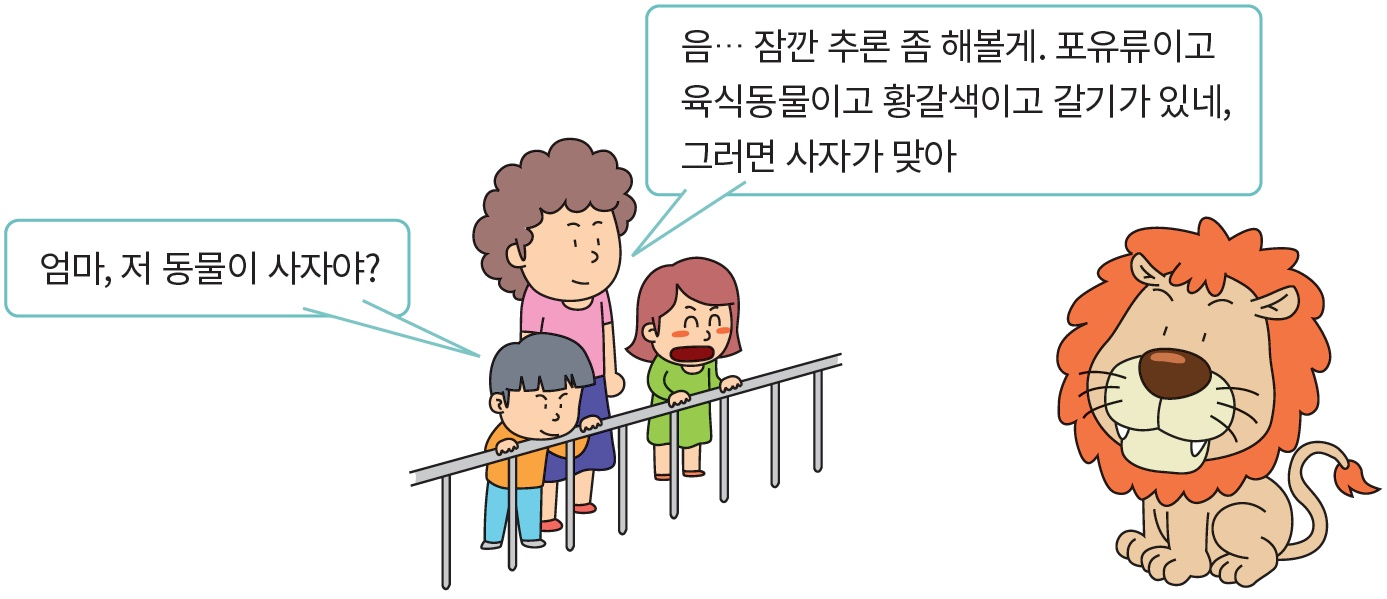 엄마, 저 동물이 사자야?
음… 잠깐 추론 좀 해볼게. 포유류이고
육식동물이고 황갈색이고 갈기가 있네,
그러면 사자가 맞아